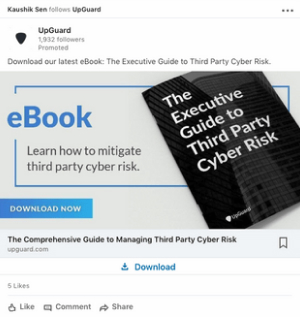 Kaushik Sen follows UpGuard
UpGuard
1,932 followers
Promoted
Download our latest eBook: The Executive Guide to Third Party Cyber Risk.
eBook
Learn how to mitigate
third party cyber risk.
DOWNLOAD NOW
The
Executive
Guide to
Third Party
Cyber Risk
UpGuard
The Comprehensive Guide to Managing Third Party Cyber Risk
upguard.com
Download
5 Likes
Like Comment Share